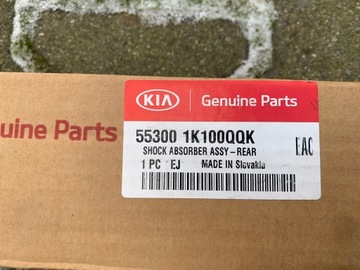 KIA Genuine Parts
uine Parts
55300 1K100QQK
SHOCK ABSORBER ASSY-REAR
1 PC EJ MADE IN Slovakia
EAC